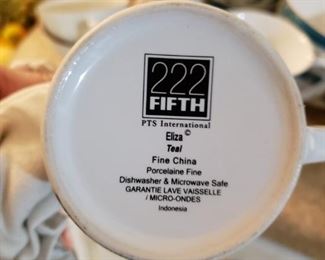 222
FIFTH
PTS International
Eliza©
Teal
Fine China
Porcelaine Fine
Dishwasher & Microwave Safe
GARANTIE LAVE VAISSELLE
/ MICRO-ONDES
Indonesia